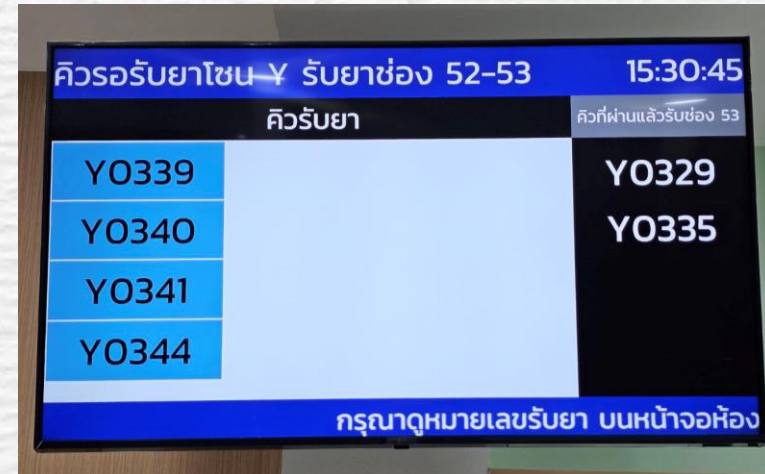 คิวรอรับยาโซน Y รับยาช่อง 52-53 15:30:45
คิวรับยา คิวที่ผ่านแล้วรับช่อง 53
Y0339 Y0329
Y0340 Y0335
Y0341
Y0344
กรุณาดูหมายเลขรับยา บนหน้าจอห้อง